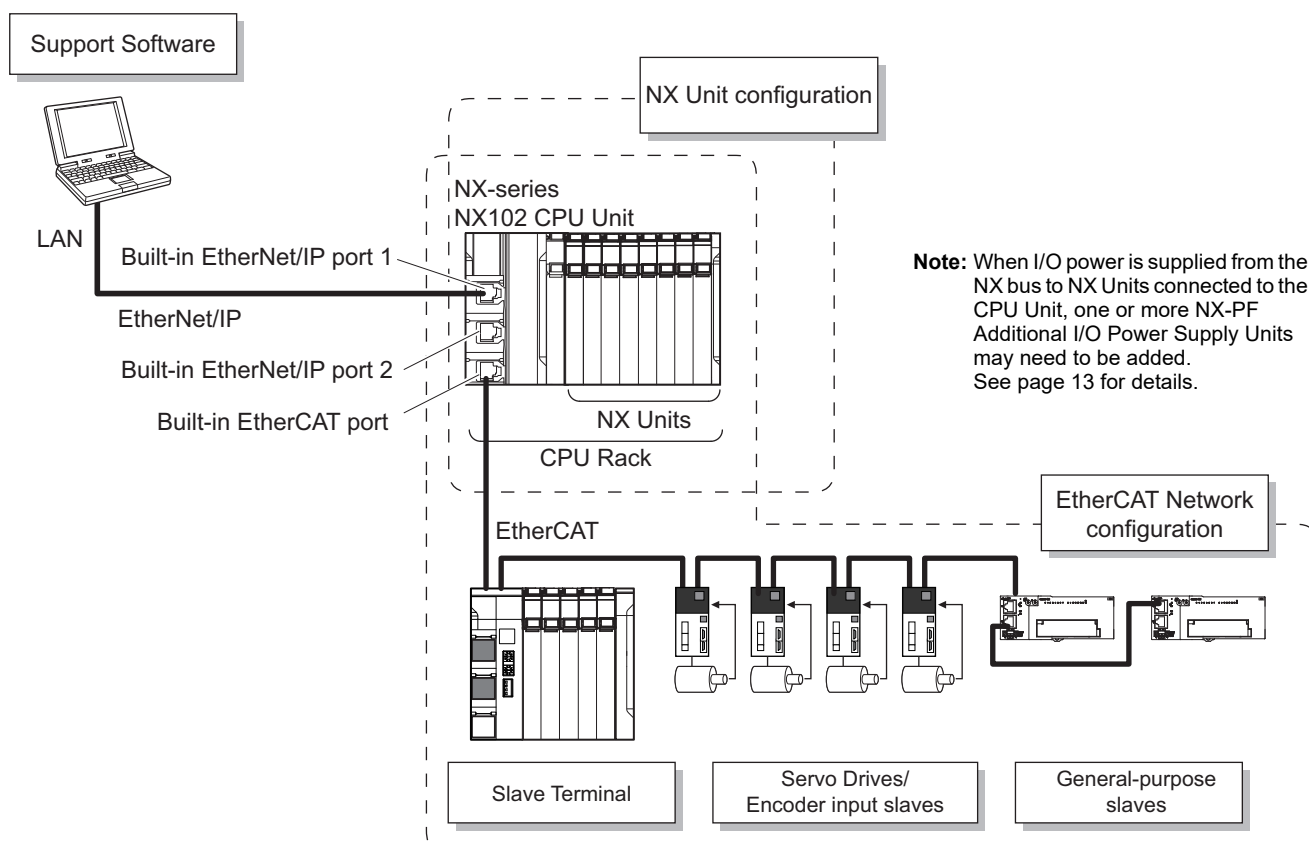 Support Software
NX Unit configuration
NX-series
NX102 CPU Unit
LAN
Built-in EtherNet/IP port 1
EtherNet/IP
Built-in EtherNet/IP port 2
Built-in EtherCAT port
NX Units
CPU Rack
Note: When I/O power is supplied from the
NX bus to NX Units connected to the
CPU Unit, one or more NX-PF
Additional I/O Power Supply Units
may need to be added.
See page 13 for details.
EtherCAT Network
configuration
EtherCAT
Slave Terminal
Servo Drives/
Encoder input slaves
General-purpose
slaves